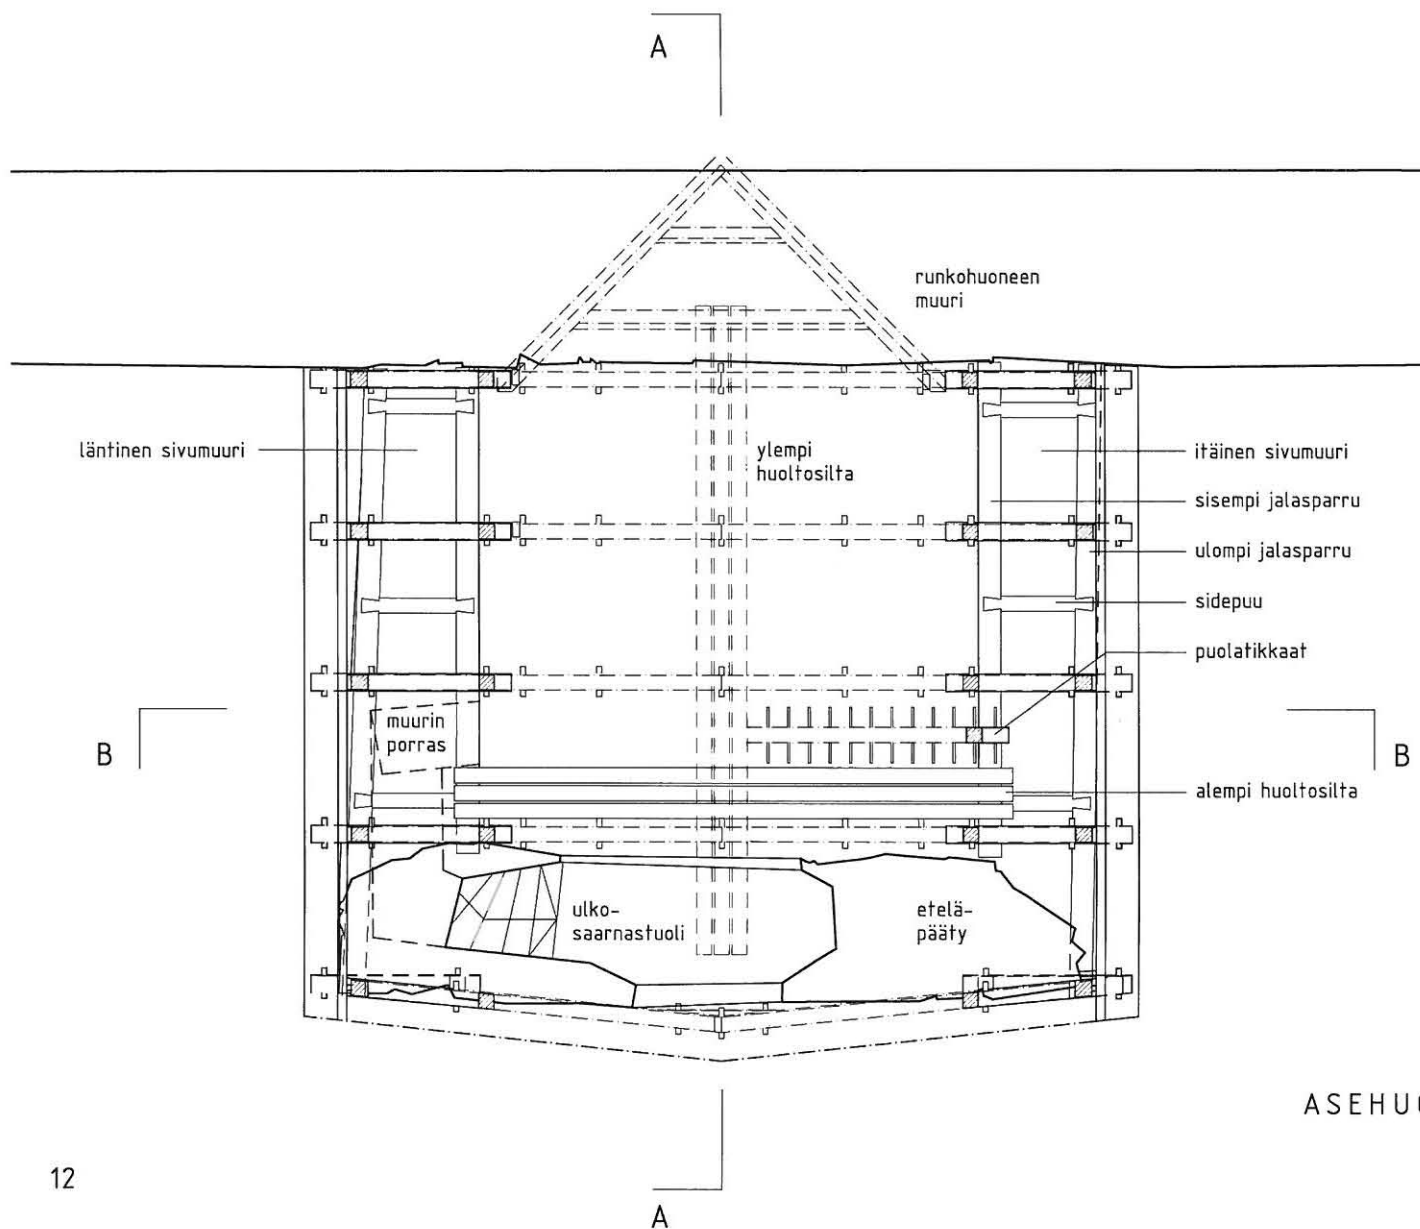 A
runkohuoneen
muuri
läntinen sivumuuri
ylempi
huoltosilta
itäinen sivumuuri
sisempi jalasparru
ulompi jalasparru
sidepuu
puolatikkaat
muurin
porras
B
B
alempi huoltosilta
ulko-
saarnastuoli
etelä-
pääty
ASEHU
12
A